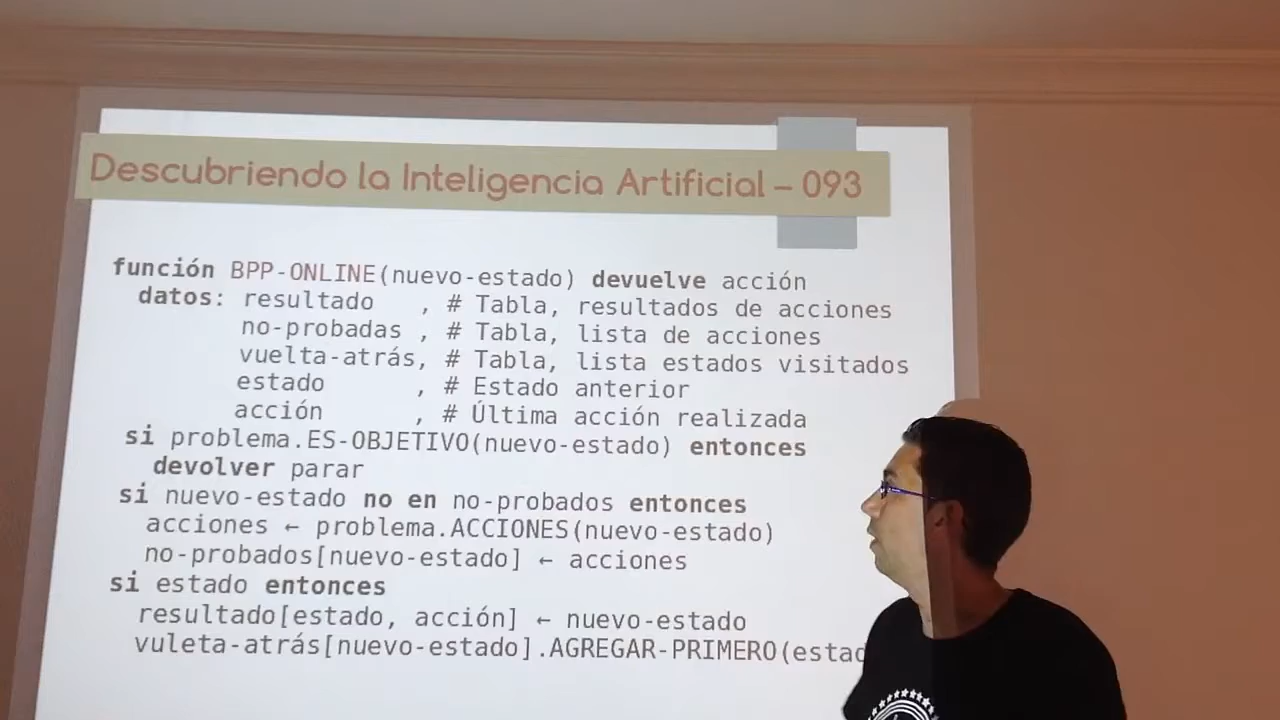 Descubriendo la Inteligencia Artificial – 093
función BPP-ONLINE(nuevo-estado) devuelve acción
datos: resultado , # Tabla, resultados de acciones
no-probadas , # Tabla, lista de acciones
vuelta-atrás, # Tabla, lista estados visitados
estado , # Estado anterior
acción , # Última acción realizada
si problema.ES-OBJETIVO(nuevo-estado) entonces
devolver parar
si nuevo-estado no en no-probados entonces
acciones ← problema.ACCIONES(nuevo-estado)
no-probados[nuevo-estado] ← acciones
si estado entonces
resultado[estado, acción] ← nuevo-estado
vuleta-atrás[nuevo-estado].AGREGAR-PRIMERO(estad